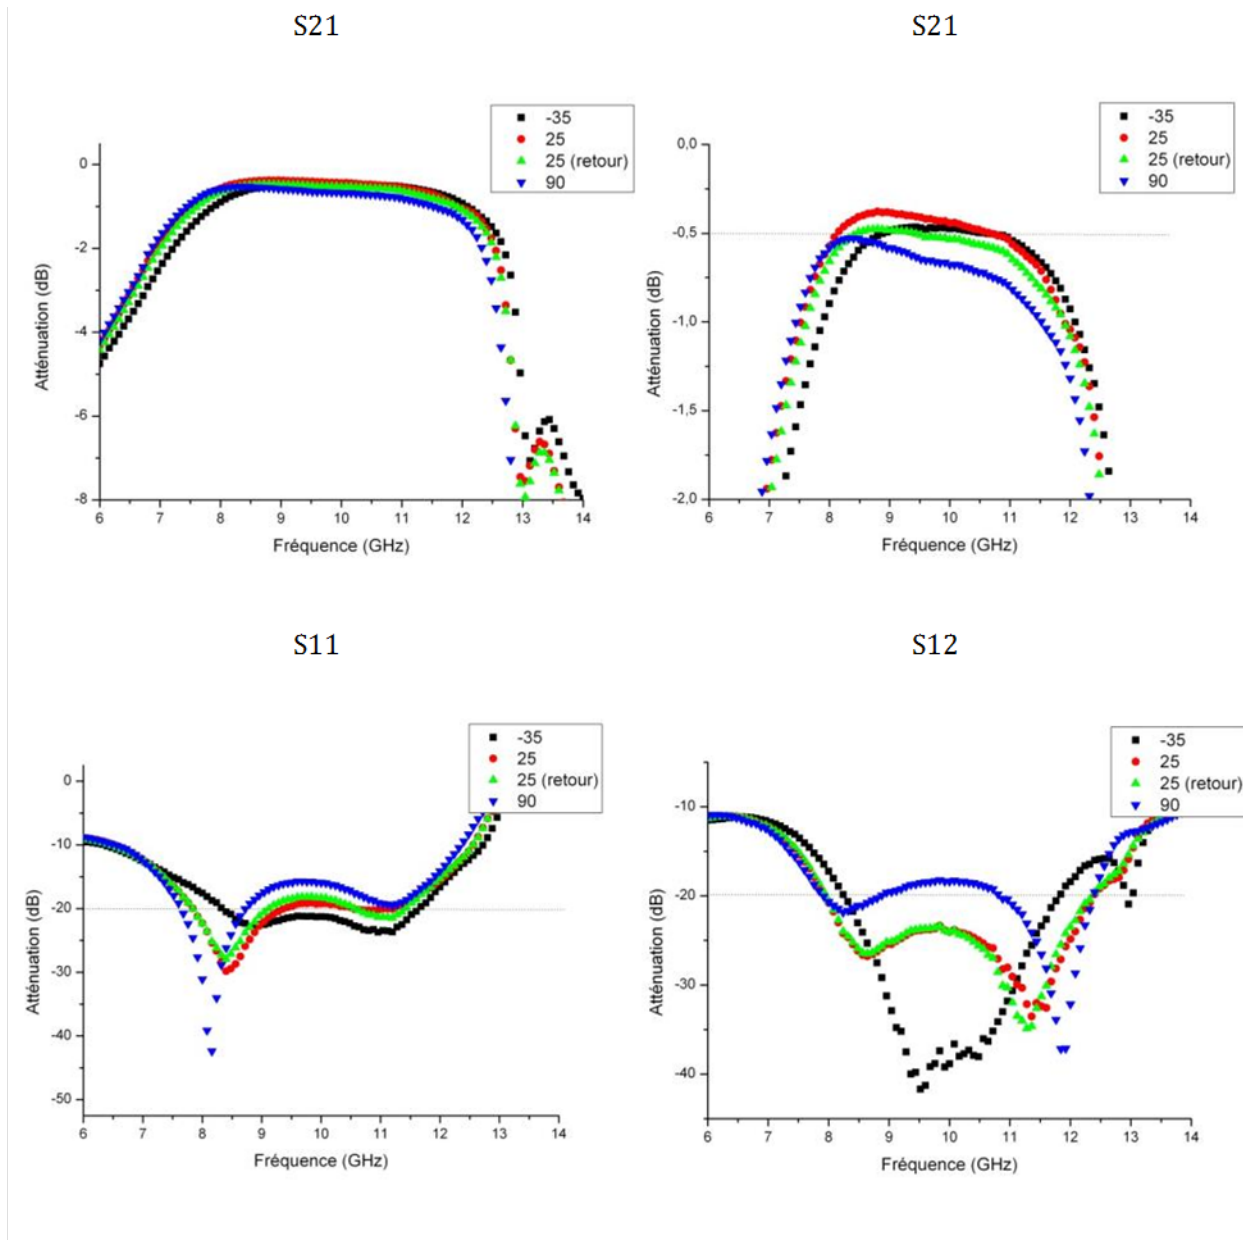 S21
-35
25
25 (retour)
90
0
-2
-4
-6
-8
Atténuation (dB)
6 7 8 9 10 11 12 13 14
Fréquence (GHz)
S21
-35
25
25 (retour)
90
0,0
-0,5
-1,0
-1,5
-2,0
Atténuation (dB)
6 7 8 9 10 11 12 13 14
Fréquence (GHz)
S11
-35
25
25 (retour)
90
0
-10
-20
-30
-40
-50
Atténuation (dB)
6 7 8 9 10 11 12 13 14
Fréquence (GHz)
S12
-35
25
25 (retour)
90
-10
-20
-30
-40
Atténuation (dB)
6 7 8 9 10 11 12 13 14
Fréquence (GHz)